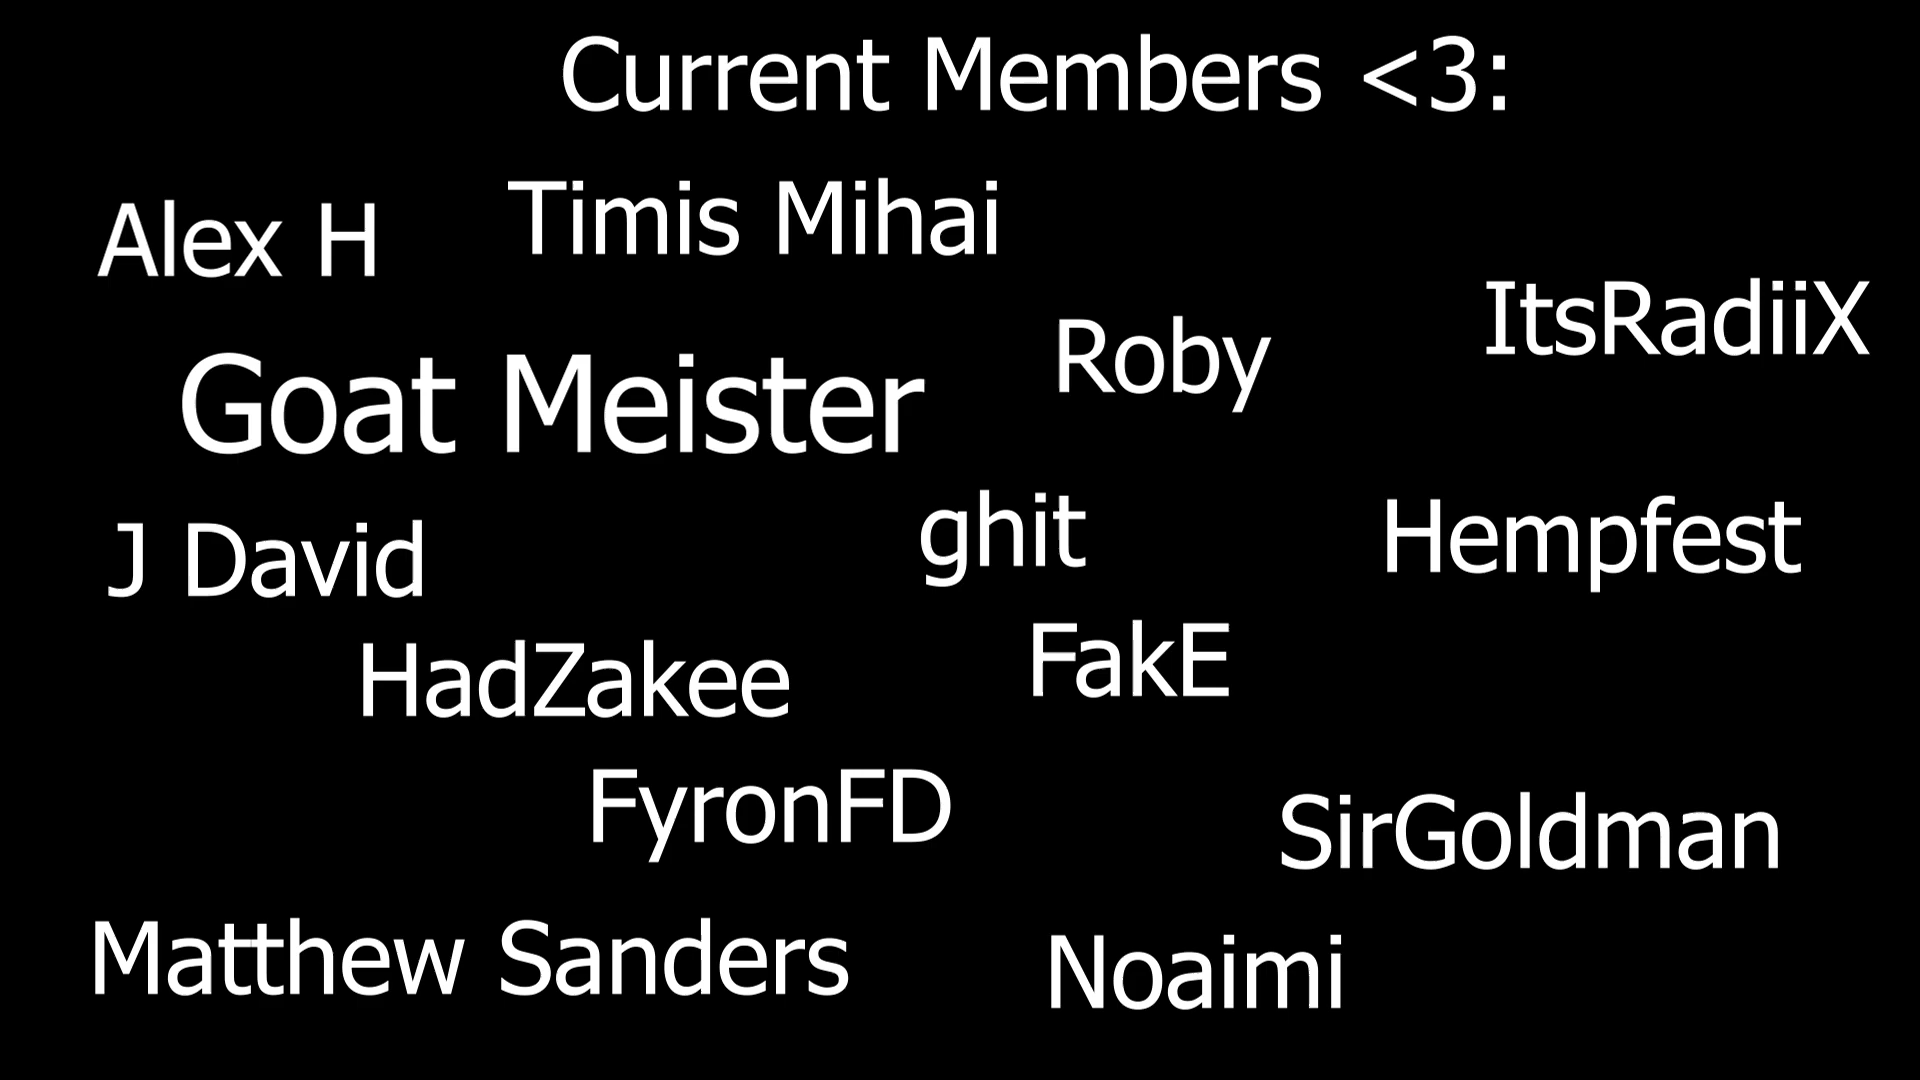 Current Members <3:
Alex H
Timis Mihai
ItsRadiiX
Roby
Goat Meister
ghit
Hempfest
J David
FakE
HadZakee
FyronFD
SirGoldman
Matthew Sanders
Noaimi